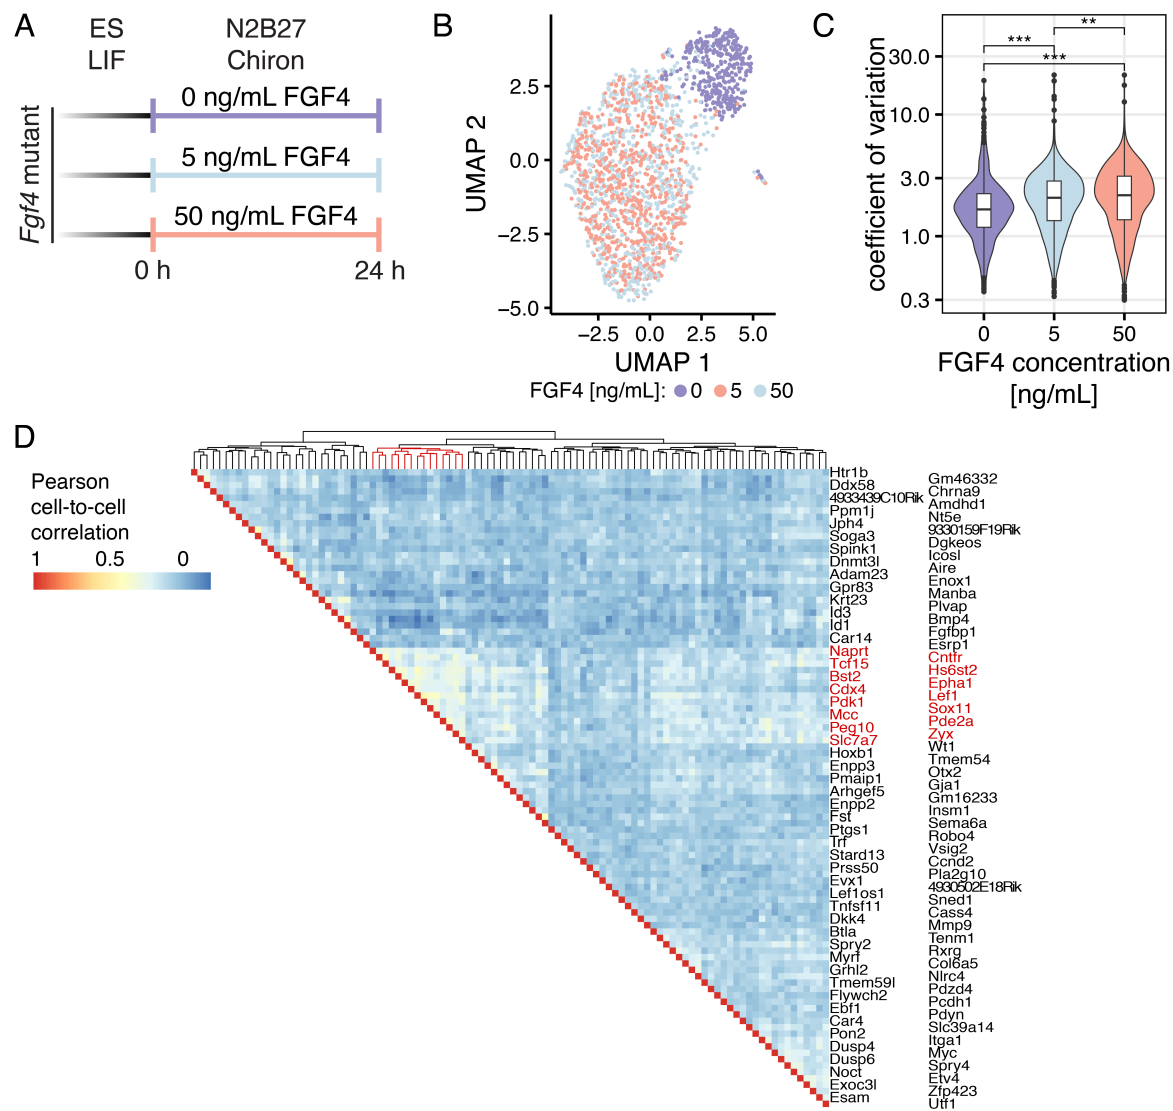 A
ES
LIF
N2B27
Chiron
Fgf4 mutant
0 ng/mL FGF4
5 ng/mL FGF4
50 ng/mL FGF4
0 h
24 h
B
UMAP 2
2.5
0.0
−2.5
−5.0
−2.5 0.0 2.5 5.0
UMAP 1
FGF4 [ng/mL]: 0 5 50
C
coefficient of variation
30.0
10.0
3.0
1.0
0.3
***
**
***
0 5 50
FGF4 concentration
[ng/mL]
D
Pearson
cell-to-cell
correlation
1 0.5 0
Htr1b
Ddx58
4933439C10Rik
Ppm1j
Jph4
Soga3
Spink1
Dnmt3l
Adam23
Gpr83
Krt23
Id3
Id1
Car14
Naprt
Tcf15
Bst2
Cdx4
Pdk1
Mcc
Peg10
Slc7a7
Hoxb1
Enpp3
Pmaip1
Arhgef5
Enpp2
Fst
Ptgs1
Trf
Stard13
Prss50
Evx1
Lef1os1
Tnfsf11
Dkk4
Btla
Spry2
Myrf
Grhl2
Tmem59l
Flywch2
Ebf1
Car4
Pon2
Dusp4
Dusp6
Noct
Exoc3l
Esam
Gm46332
Chrna9
Amdhd1
Nt5e
9330159F19Rik
Dgkeos
Icosl
Aire
Enox1
Manba
Plvap
Bmp4
Fgfbp1
Esrp1
Cntfr
Hs6st2
Epha1
Lef1
Sox11
Pde2a
Zyx
Wt1
Tmem54
Otx2
Gja1
Gm16233
Insm1
Sema6a
Robo4
Vsig2
Ccnd2
Pla2g10
4930502E18Rik
Sned1
Cass4
Mmp9
Tenm1
Rxrg
Col6a5
Nlrc4
Pdzd4
Pcdh1
Pdyn
Slc39a14
Itga1
Myc
Spry4
Etv4
Zfp423
Utf1